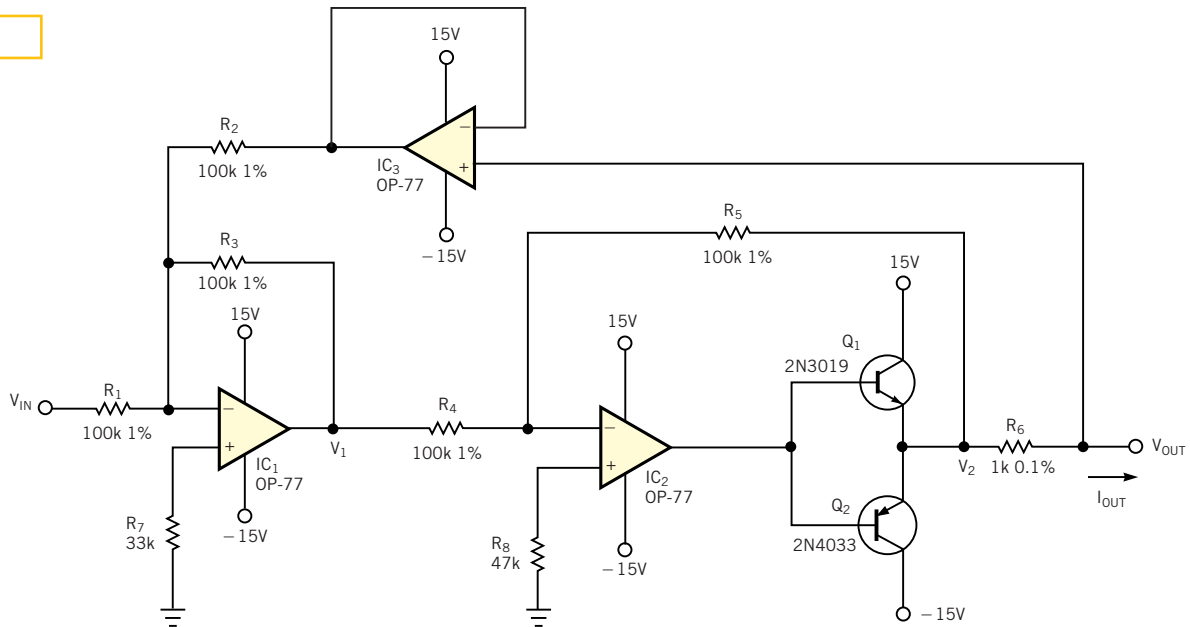 15V
R2
100k 1%
−
+
IC3
OP-77
−15V
R3
100k 1%
R5
100k 1%
15V
15V
15V
Q1
2N3019
VIN
R1
100k 1%
−
+
IC1
OP-77
V1
R4
100k 1%
−
+
IC2
OP-77
V2
R6
1k 0.1%
VOUT
IOUT
R7
33k
−15V
R8
47k
−15V
Q2
2N4033
−15V